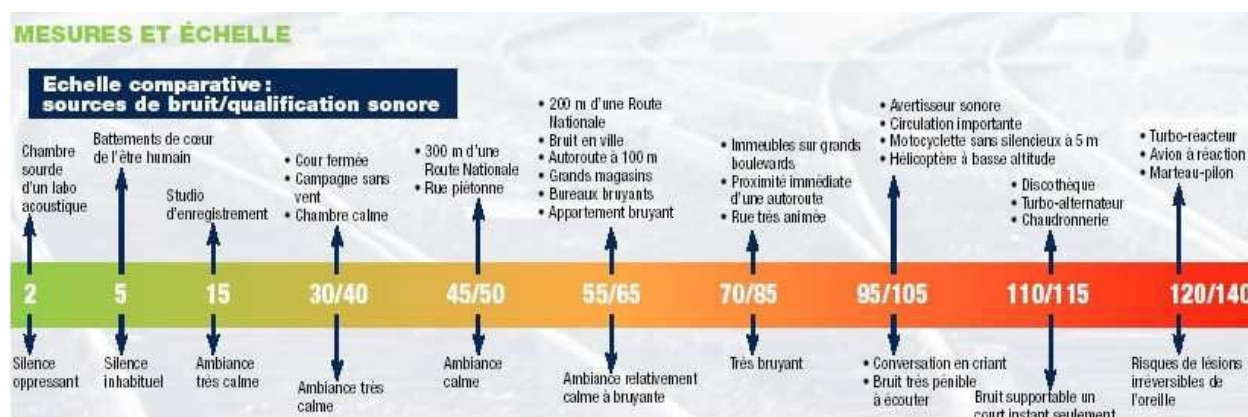 MESURES ET ÉCHELLE
Echelle comparative :
sources de bruit/qualification sonore
Chambre
sourde
d'un labo
acoustique
Battements de cœur
de l'être humain
Studio
d'enregistrement
• Cour fermée
• Campagne sans
vent
• Chambre calme
• 300 m d'une
Route Nationale
• Rue piétonne
• 200 m d'une Route
Nationale
• Bruit en ville
• Autoroute à 100 m
• Grands magasins
• Bureaux bruyants
• Appartement bruyant
• Immeubles sur grands
boulevards
• Proximité immédiate
d'une autoroute
• Rue très animée
• Avertisseur sonore
• Circulation importante
• Motocyclette sans silencieux à 5 m
• Hélicoptère à basse altitude
• Discothèque
• Turbo-alternateur
• Chaudronnerie
• Turbo-réacteur
• Avion à réaction
• Marteau-pilon
2 5 15 30/40 45/50 55/65 70/85 95/105 110/115 120/140
Silence
oppressant
Silence
inhabituel
Ambiance
très calme
Ambiance très
calme
Ambiance
calme
Ambiance relativement
calme à bruyante
Très bruyant
• Conversation en criant
• Bruit très pénible
à écouter
Bruit supportable un
court instant seulement
Risques de lésions
irréversibles de
l'oreille